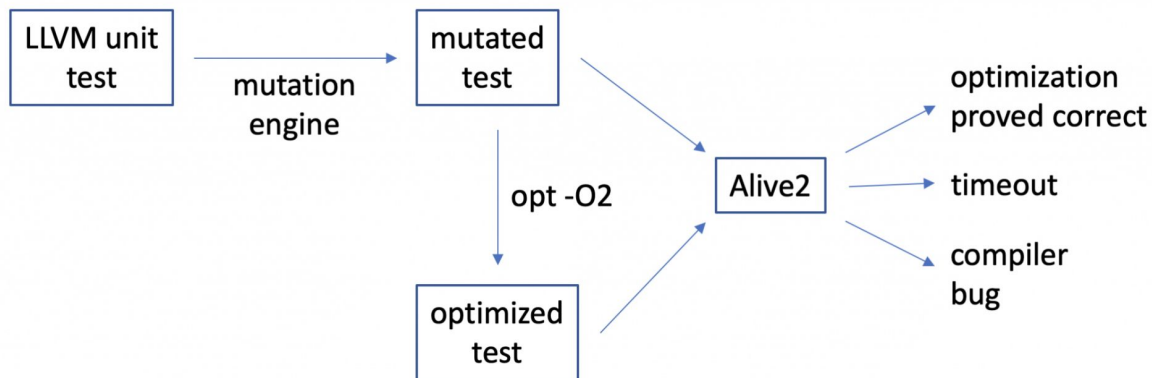 LLVM unit
test
mutation
engine
mutated
test
opt -O2
optimized
test
Alive2
optimization
proved correct
timeout
compiler
bug